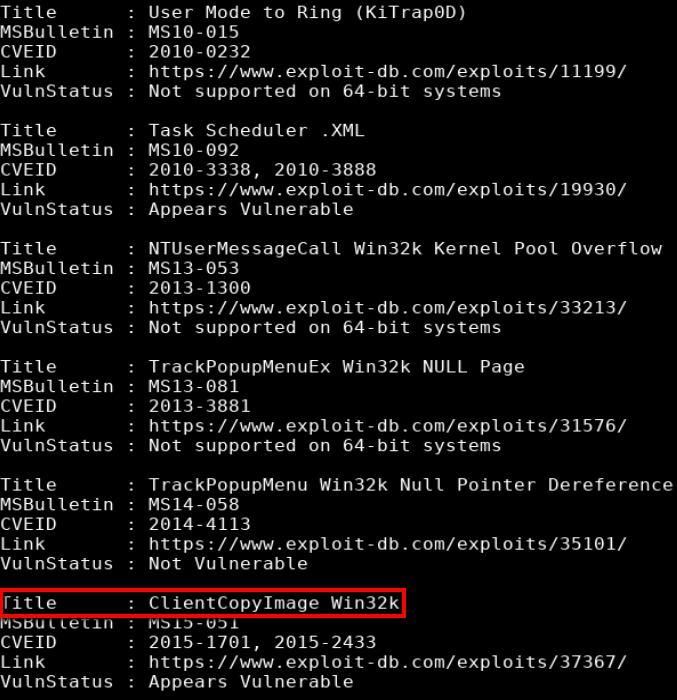 Title      : User Mode to Ring (KiTrap0D)
MSBulletin : MS10-015
CVEID      : 2010-0232
Link       : https://www.exploit-db.com/exploits/11199/
VulnStatus : Not supported on 64-bit systems

Title      : Task Scheduler .XML
MSBulletin : MS10-092
CVEID      : 2010-3338, 2010-3888
Link       : https://www.exploit-db.com/exploits/19930/
VulnStatus : Appears Vulnerable

Title      : NTUserMessageCall Win32k Kernel Pool Overflow
MSBulletin : MS13-053
CVEID      : 2013-1300
Link       : https://www.exploit-db.com/exploits/33213/
VulnStatus : Not supported on 64-bit systems

Title      : TrackPopupMenuEx Win32k NULL Page
MSBulletin : MS13-081
CVEID      : 2013-3881
Link       : https://www.exploit-db.com/exploits/31576/
VulnStatus : Not supported on 64-bit systems

Title      : TrackPopupMenu Win32k Null Pointer Dereference
MSBulletin : MS14-058
CVEID      : 2014-4113
Link       : https://www.exploit-db.com/exploits/35101/
VulnStatus : Not Vulnerable

Title      : ClientCopyImage Win32k
MSBulletin : MS15-051
CVEID      : 2015-1701, 2015-2433
Link       : https://www.exploit-db.com/exploits/37367/
VulnStatus : Appears Vulnerable